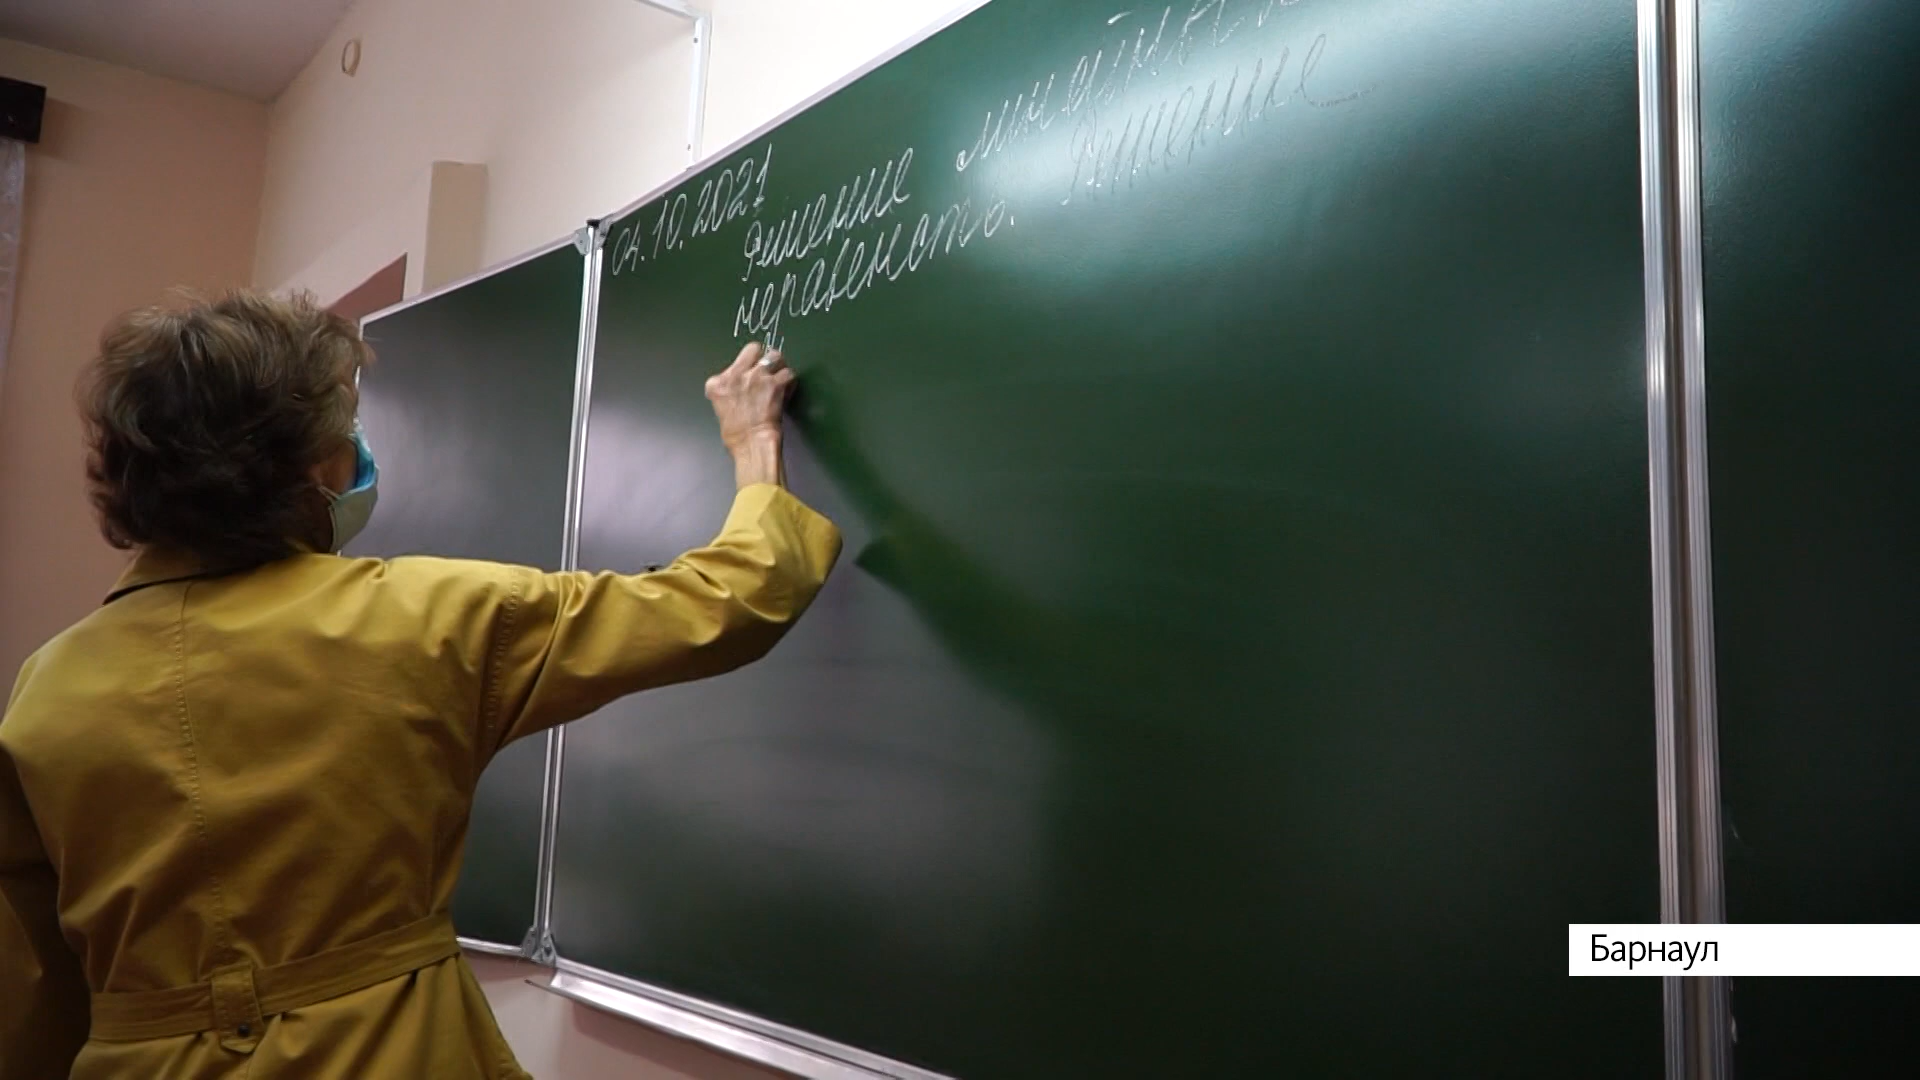 04.10.2021
Решение линейных
неравенств. Решение
Барнаул